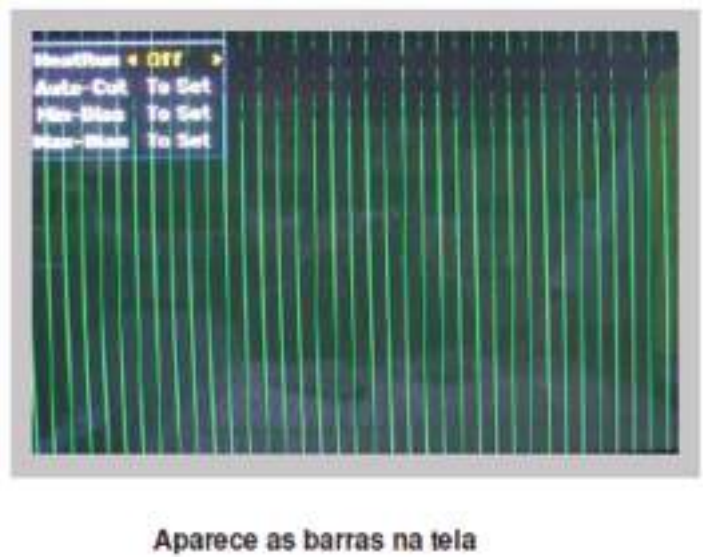 HeatRun ◂ Off ▸
Auto-Cut To Set
Min-Bias To Set
Max-Bias To Set
Aparece as barras na tela